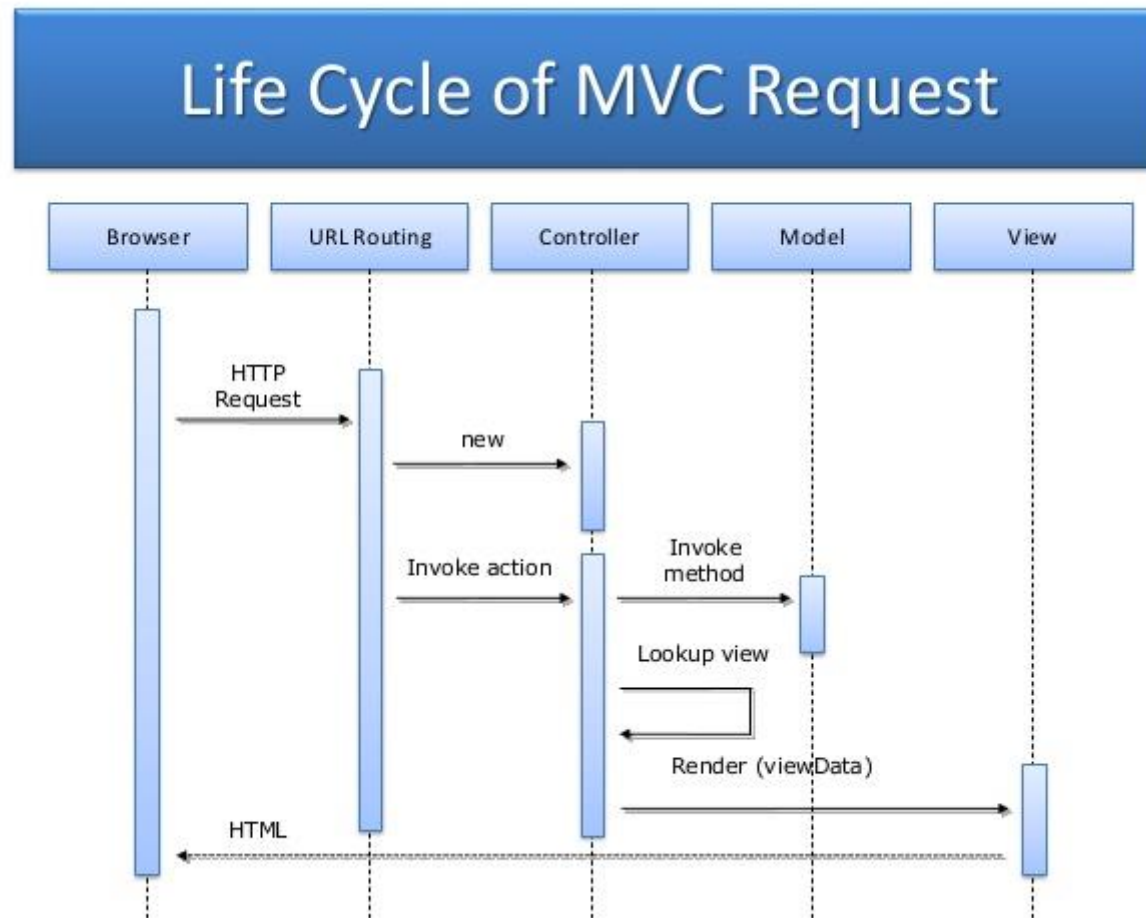 Life Cycle of MVC Request
Browser
URL Routing
Controller
Model
View
HTTP
Request
new
Invoke action
Invoke
method
Lookup view
Render (viewData)
HTML